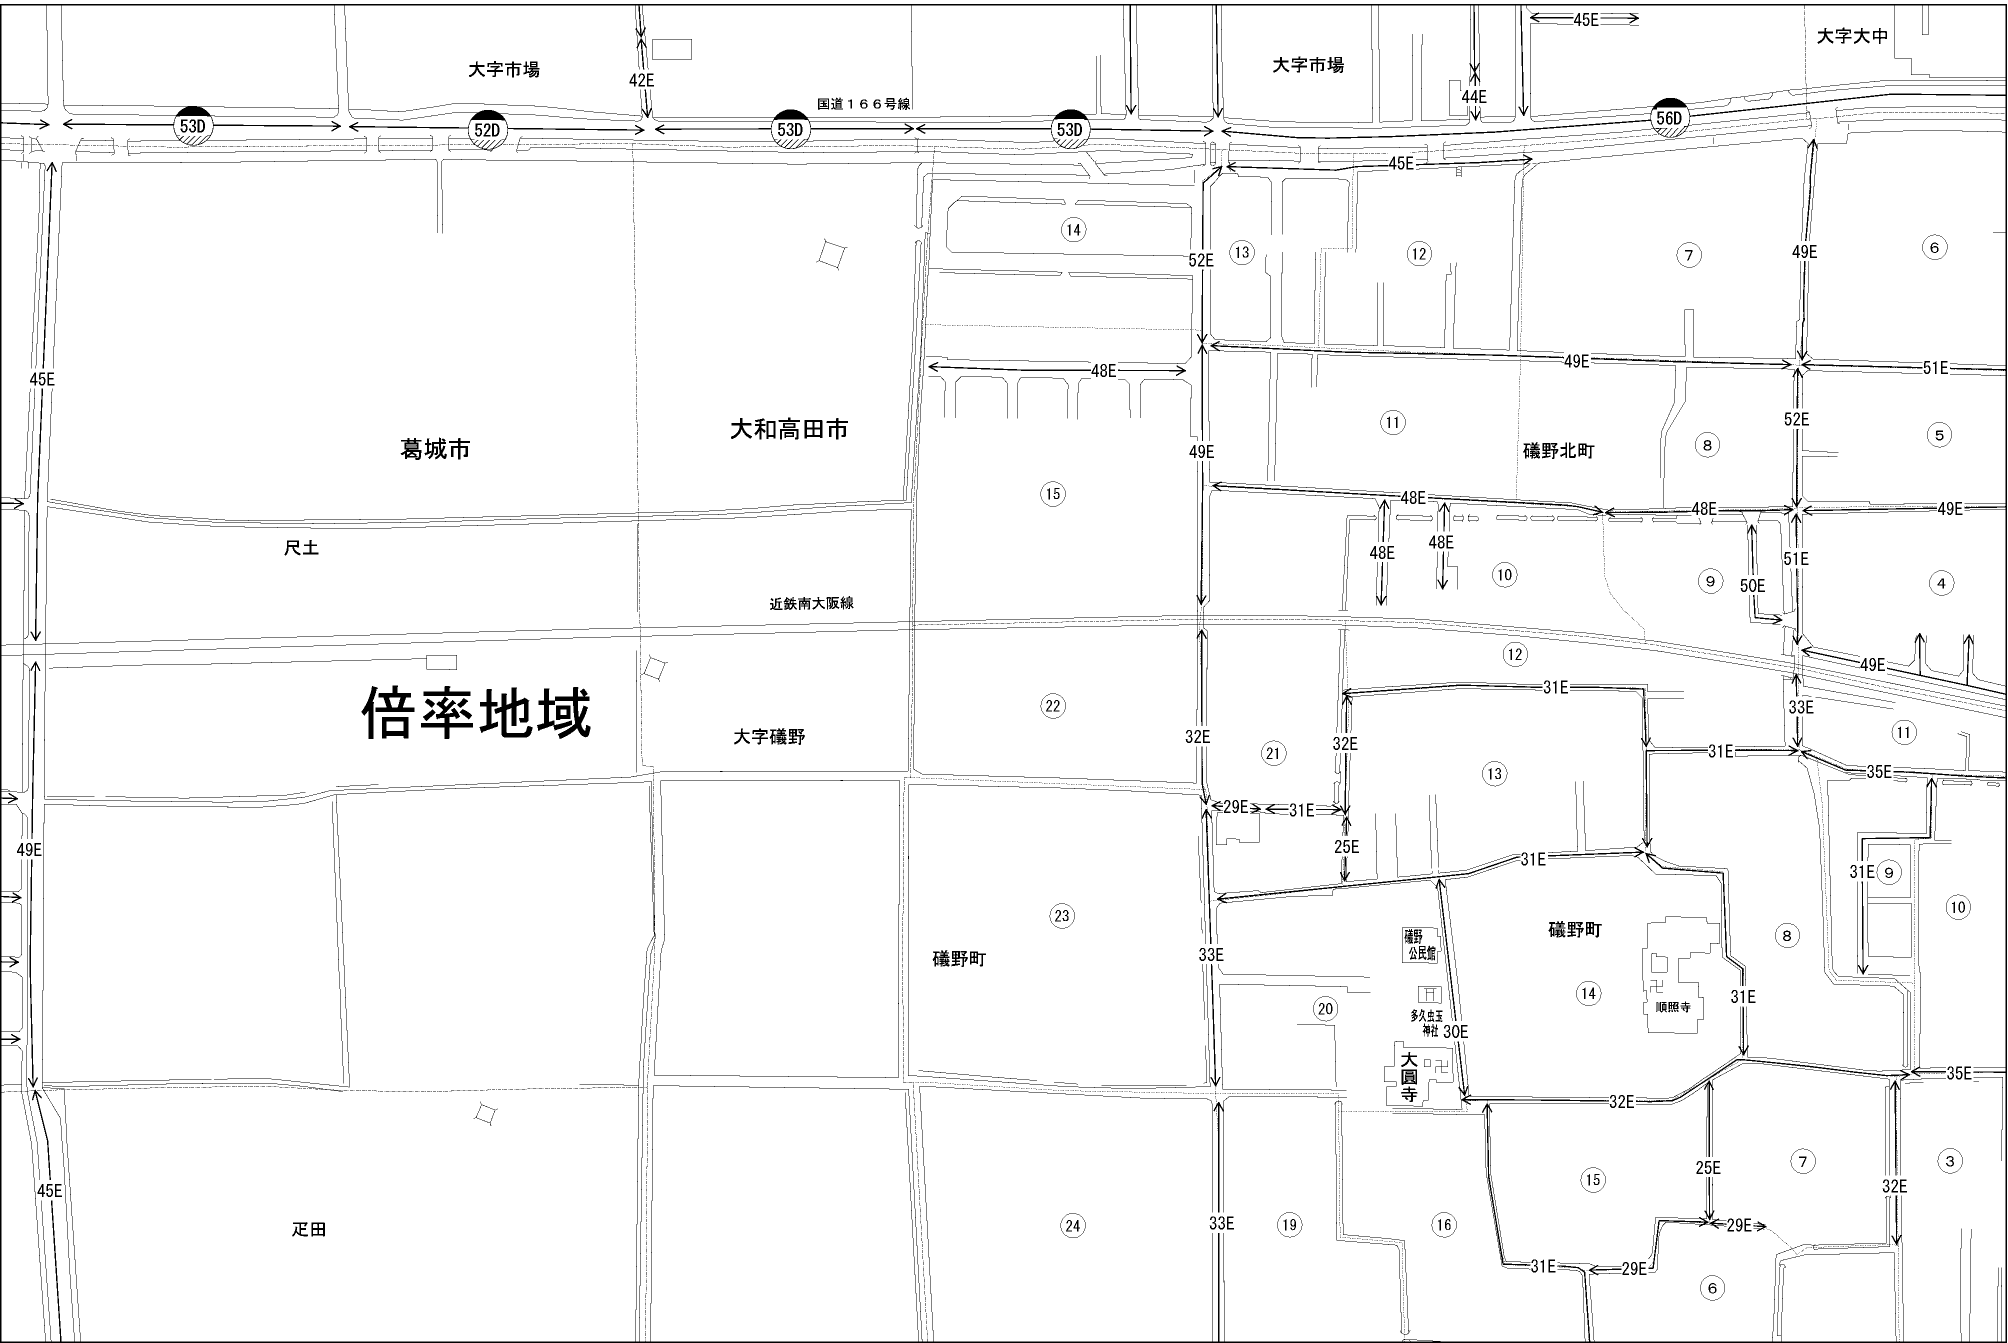 45E
大字大中
大字市場
大字市場
42E
44E
国道166号線
53D
52D
53D
53D
56D
45E
14
13
12
7
6
52E
49E
45E
48E
49E
51E
11
52E
5
大和高田市
葛城市
49E
磯野北町
8
15
48E
48E
49E
尺土
48E
48E
10
9
51E
50E
4
近鉄南大阪線
12
49E
倍率地域
31E
22
33E
大字磯野
32E
21
32E
13
31E
11
35E
29E
31E
49E
25E
31E
31E
9
23
10
磯野町
磯野町
8
磯野
公民館
33E
14
31E
20
順照寺
多久虫玉
神社
30E
大圓寺
35E
32E
25E
7
3
15
45E
32E
疋田
24
33E
19
16
29E
31E
29E
6